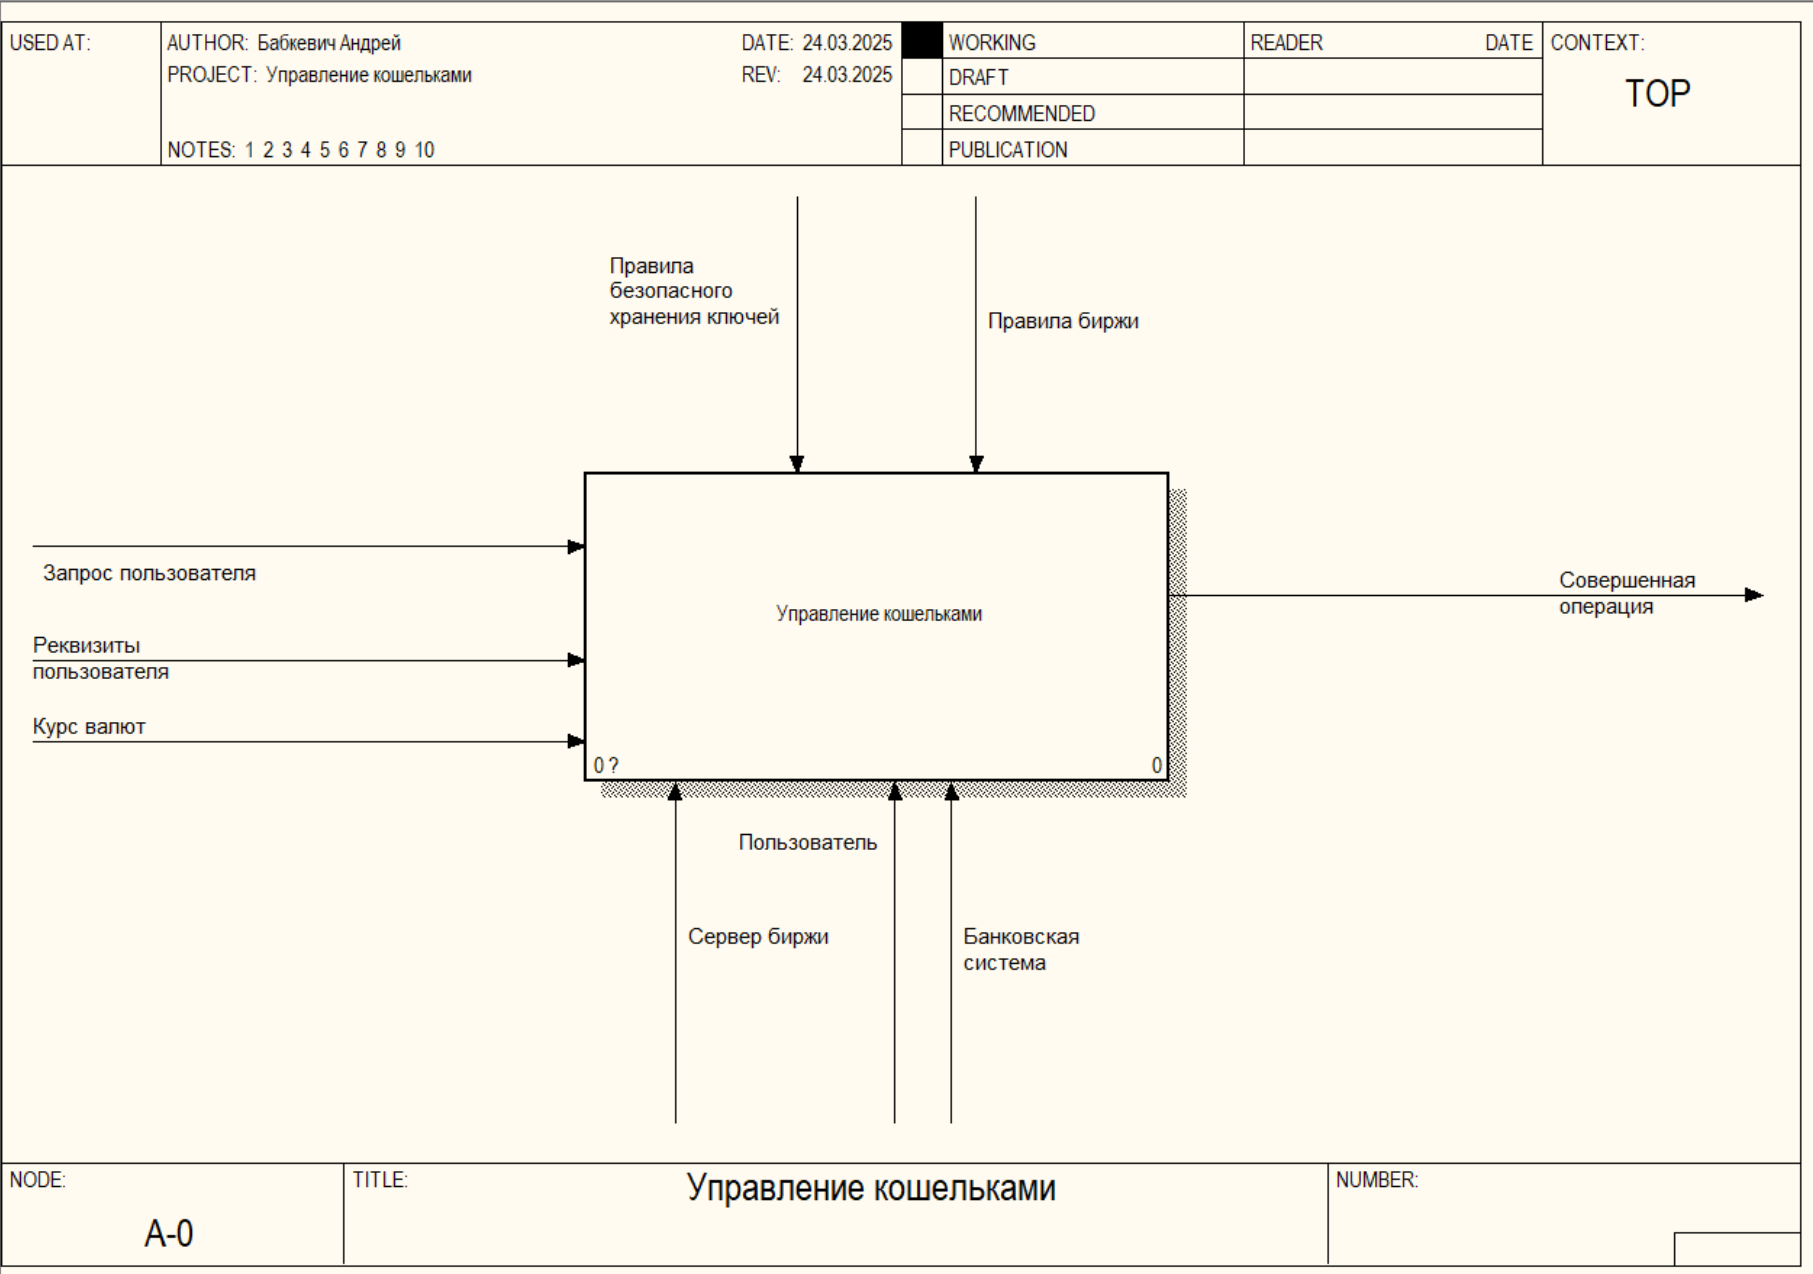 USED AT:
AUTHOR: Бабкевич Андрей
DATE: 24.03.2025
PROJECT: Управление кошельками
REV: 24.03.2025
NOTES: 1 2 3 4 5 6 7 8 9 10
WORKING
DRAFT
RECOMMENDED
PUBLICATION
READER
DATE
CONTEXT:
TOP
Правила
безопасного
хранения ключей
Правила биржи
Запрос пользователя
Реквизиты
пользователя
Курс валют
Управление кошельками
0 ?
0
Совершенная
операция
Пользователь
Сервер биржи
Банковская
система
NODE:
A-0
TITLE:
Управление кошельками
NUMBER: